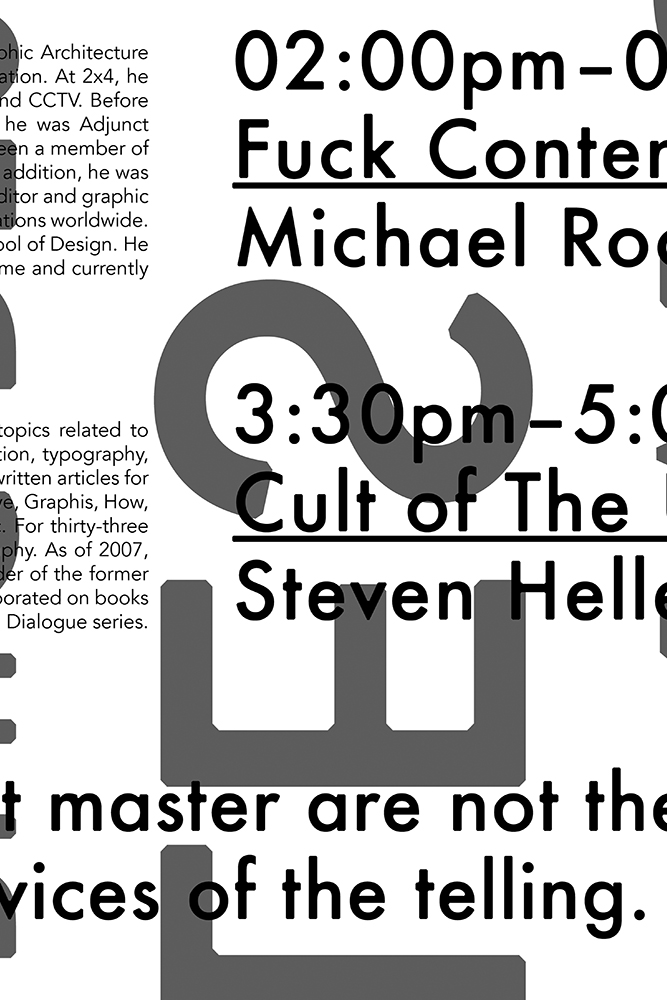 phic Architecture
ation. At 2x4, he
nd CCTV. Before
he was Adjunct
een a member of
addition, he was
ditor and graphic
ations worldwide.
ool of Design. He
me and currently
02:00pm–0
Fuck Conten
Michael Roc
topics related to
tion, typography,
written articles for
ve, Graphis, How,
c. For thirty-three
phy. As of 2007,
der of the former
porated on books
Dialogue series.
3:30pm–5:0
Cult of The
Steven Helle
t master are not the
vices of the telling.